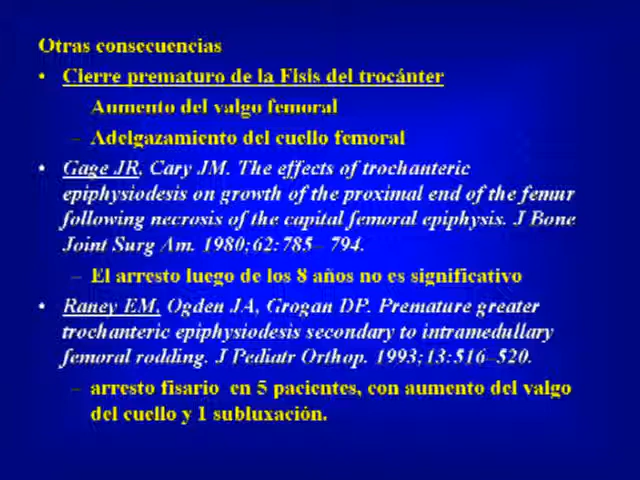 Otras consecuencias
• Cierre prematuro de la Fisis del trocánter
Aumento del valgo femoral
– Adelgazamiento del cuello femoral
• Gage JR, Cary JM. The effects of trochanteric
epiphysiodesis on growth of the proximal end of the femur
following necrosis of the capital femoral epiphysis. J Bone
Joint Surg Am. 1980;62:785– 794.
– El arresto luego de los 8 años no es significativo
• Raney EM, Ogden JA, Grogan DP. Premature greater
trochanteric epiphysiodesis secondary to intramedullary
femoral rodding. J Pediatr Orthop. 1993;13:516–520.
– arresto fisario en 5 pacientes, con aumento del valgo
del cuello y 1 subluxación.